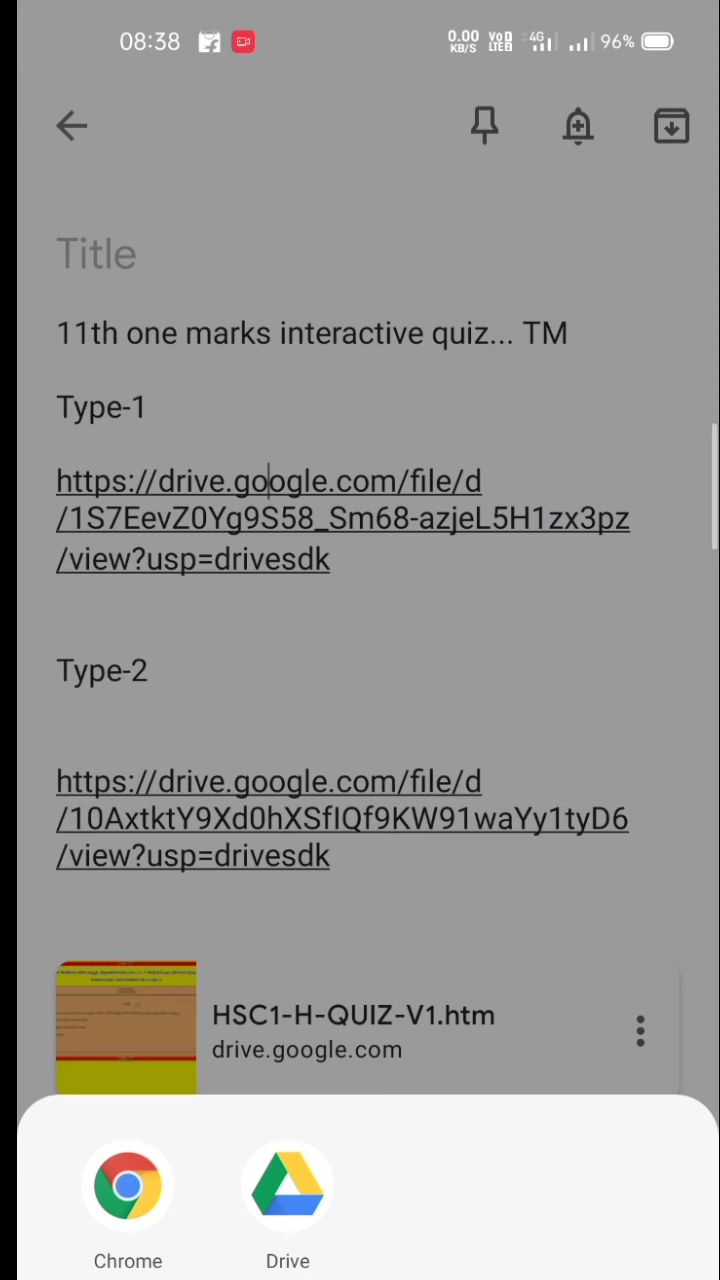 08:38
0.00 KB/S
VoD LTE2
4G
96%
Title
11th one marks interactive quiz... TM
Type-1
https://drive.google.com/file/d
/1S7EevZ0Yg9S58_Sm68-azjeL5H1zx3pz
/view?usp=drivesdk
Type-2
https://drive.google.com/file/d
/10AxtktY9Xd0hXSfIQf9KW91waYy1tyD6
/view?usp=drivesdk
HSC1-H-QUIZ-V1.htm
drive.google.com
Chrome
Drive